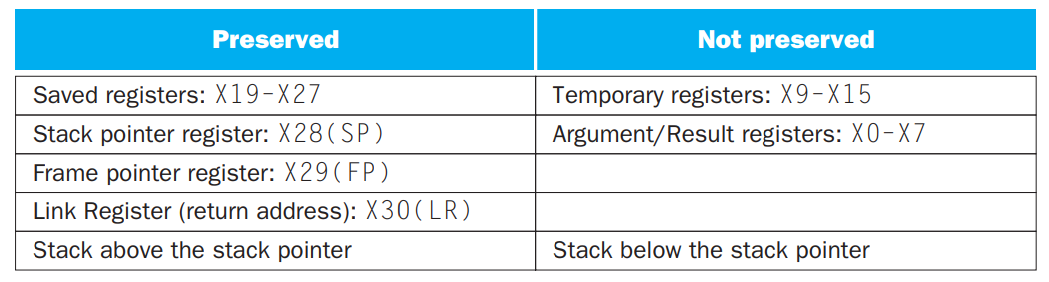 Preserved Not preserved
Saved registers: X19-X27 Temporary registers: X9-X15
Stack pointer register: X28(SP) Argument/Result registers: X0-X7
Frame pointer register: X29(FP)
Link Register (return address): X30(LR)
Stack above the stack pointer Stack below the stack pointer